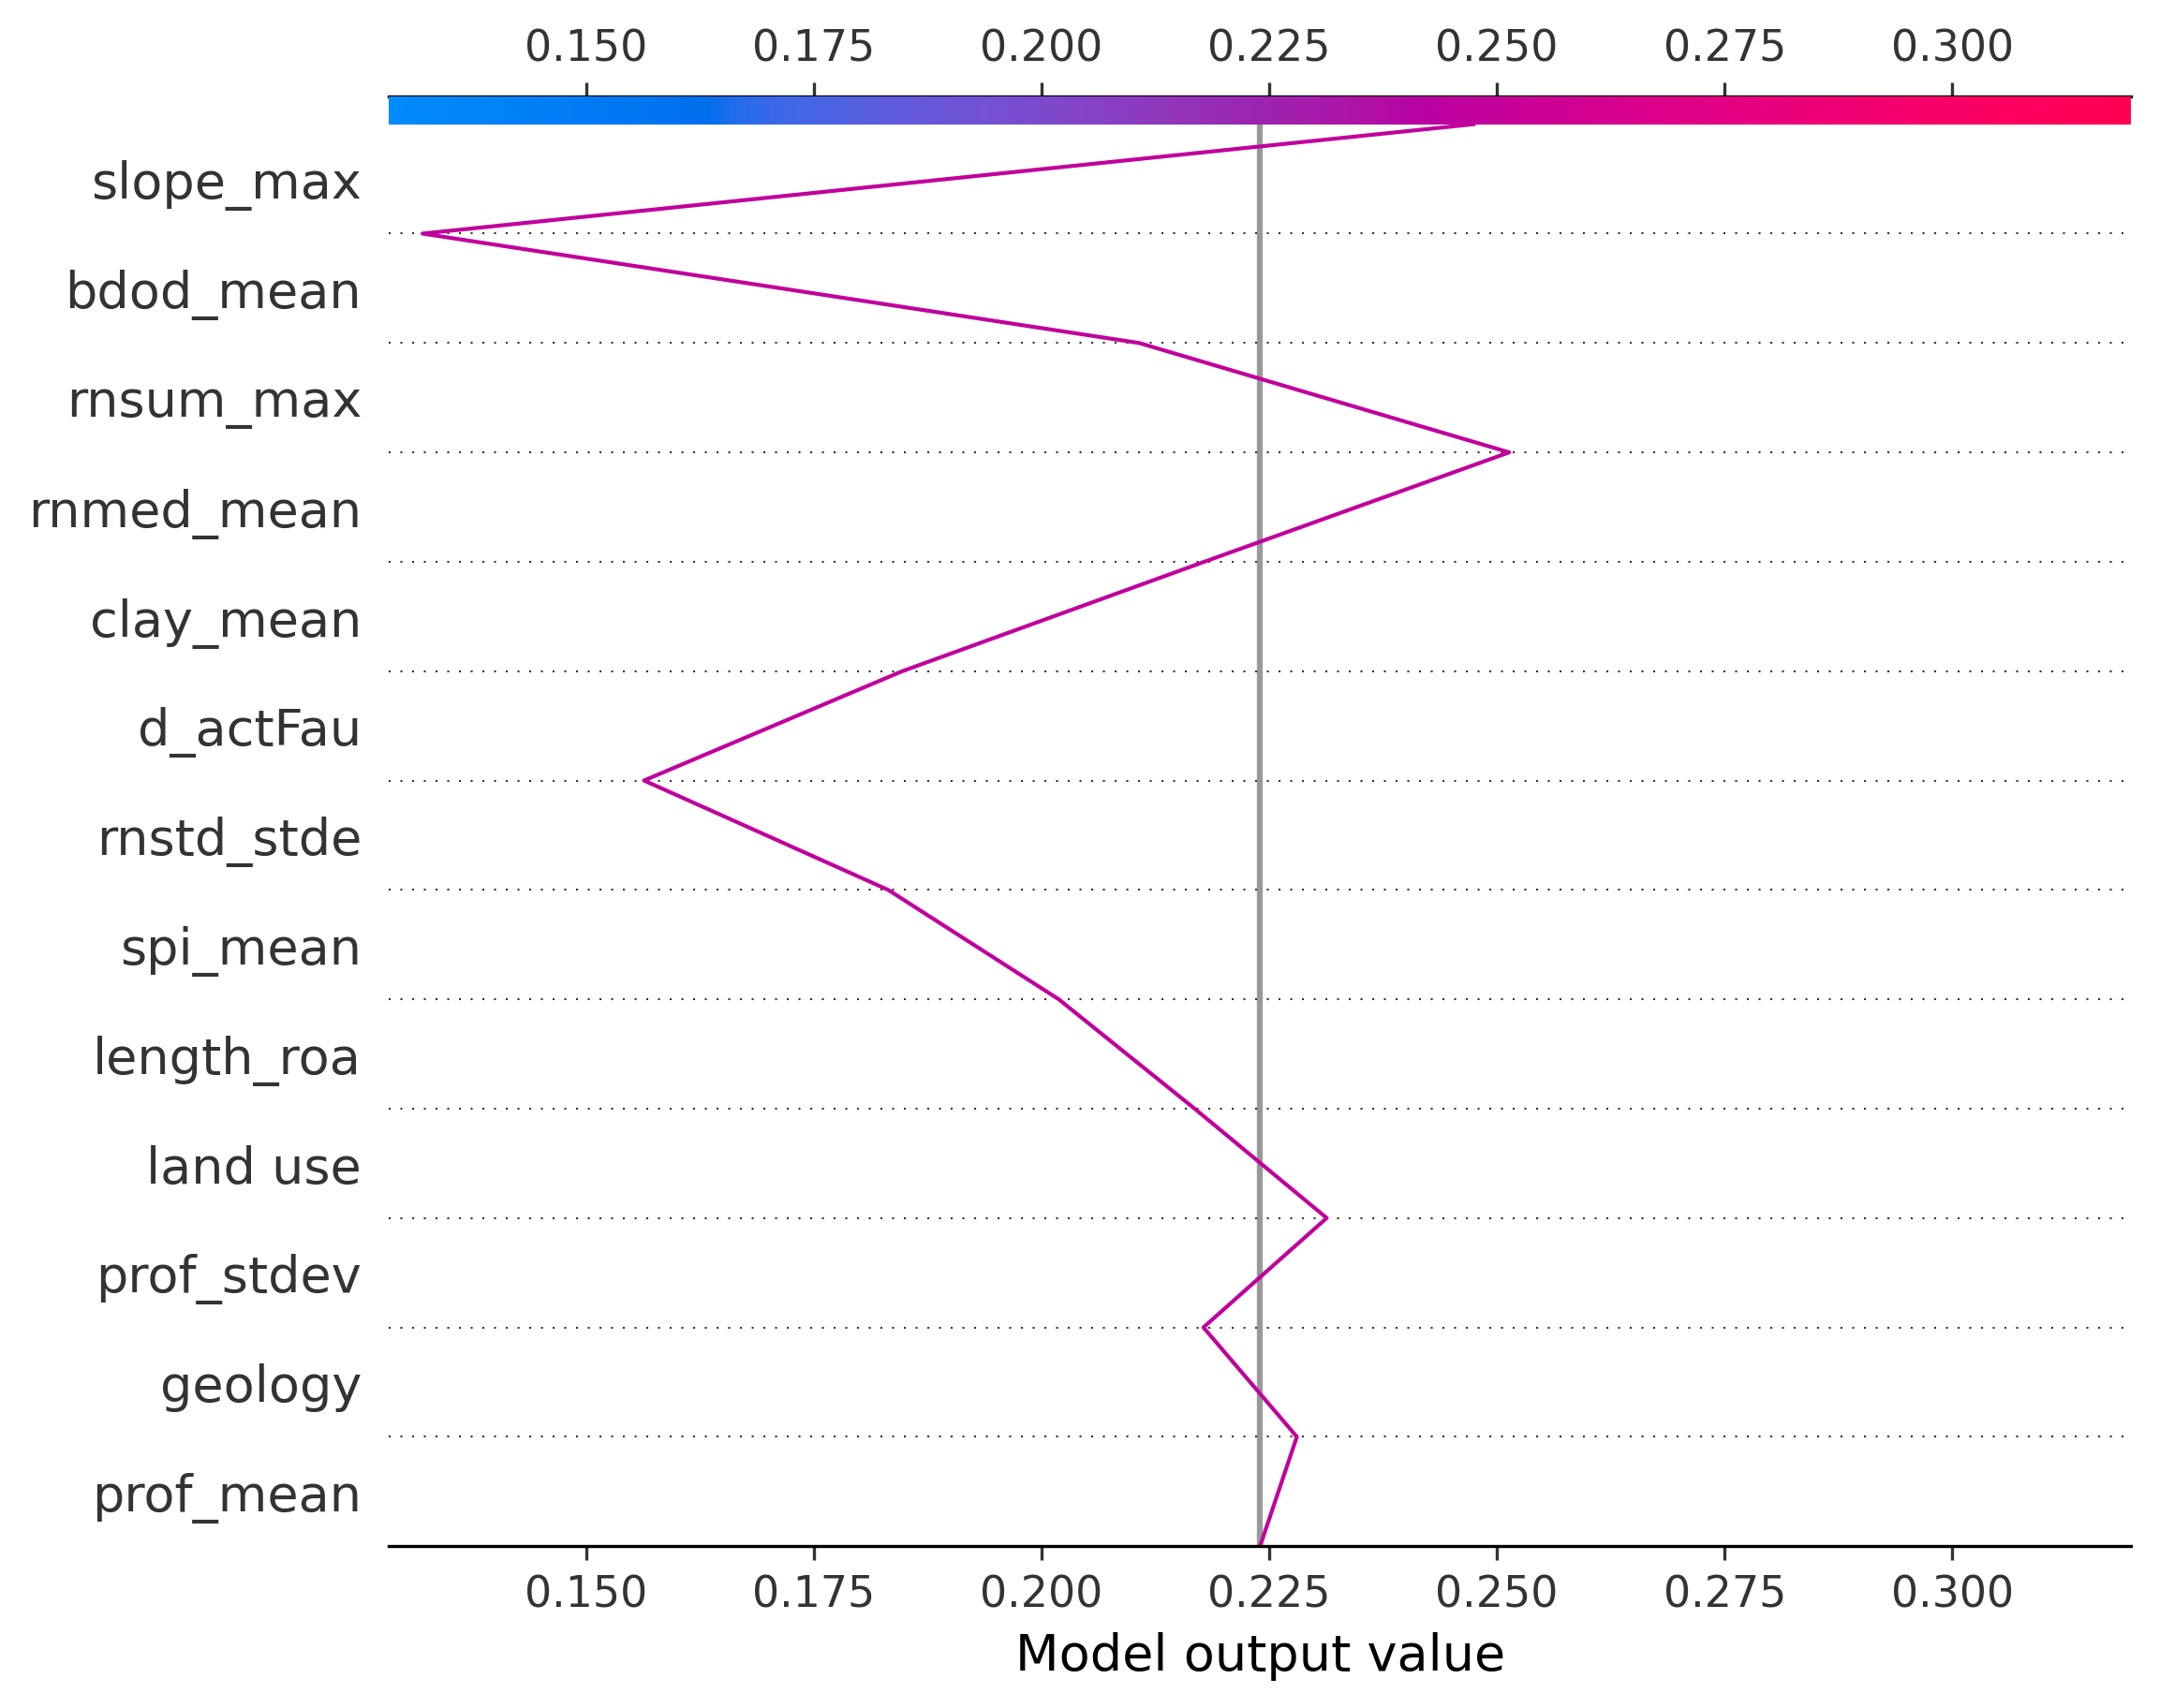 0.150 0.175 0.200 0.225 0.250 0.275 0.300
slope_max
bdod_mean
rnsum_max
rnmed_mean
clay_mean
d_actFau
rnstd_stde
spi_mean
length_roa
land use
prof_stdev
geology
prof_mean
0.150 0.175 0.200 0.225 0.250 0.275 0.300
Model output value